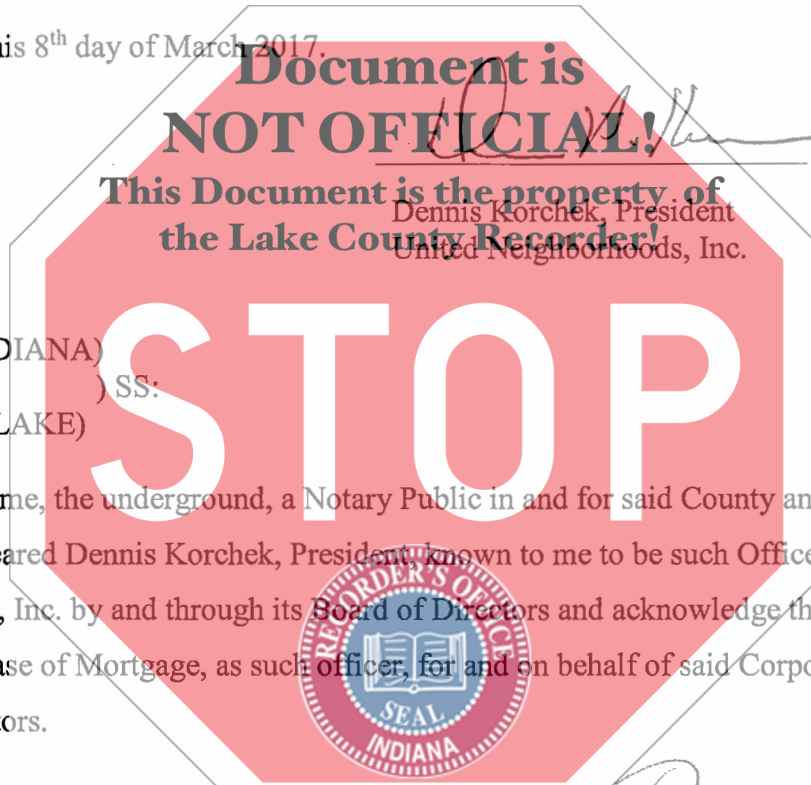 is 8th day of March 2017.
Document is
NOT OFFICIAL!
This Document is the property of
the Lake County Recorder!
Dennis Korchek, President
United Neighborhoods, Inc.
STOP
DIANA)
) SS:
LAKE)
me, the underground, a Notary Public in and for said County an
eared Dennis Korchek, President, known to me to be such Office
, Inc. by and through its Board of Directors and acknowledge th
ase of Mortgage, as such officer, for and on behalf of said Corpo
tors.
RECORDER'S OFFICE
SEAL
INDIANA